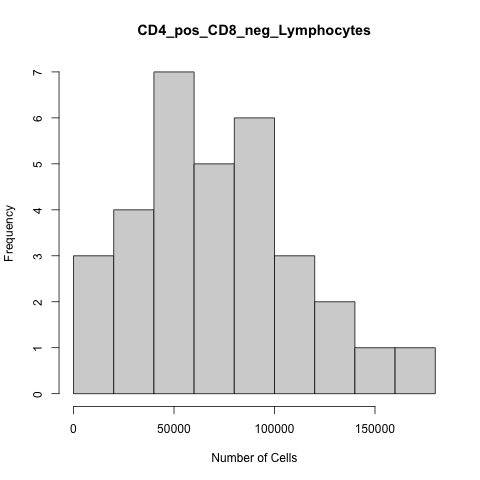 CD4_pos_CD8_neg_Lymphocytes
Frequency
7
6
5
4
3
2
1
0
0 50000 100000 150000
Number of Cells